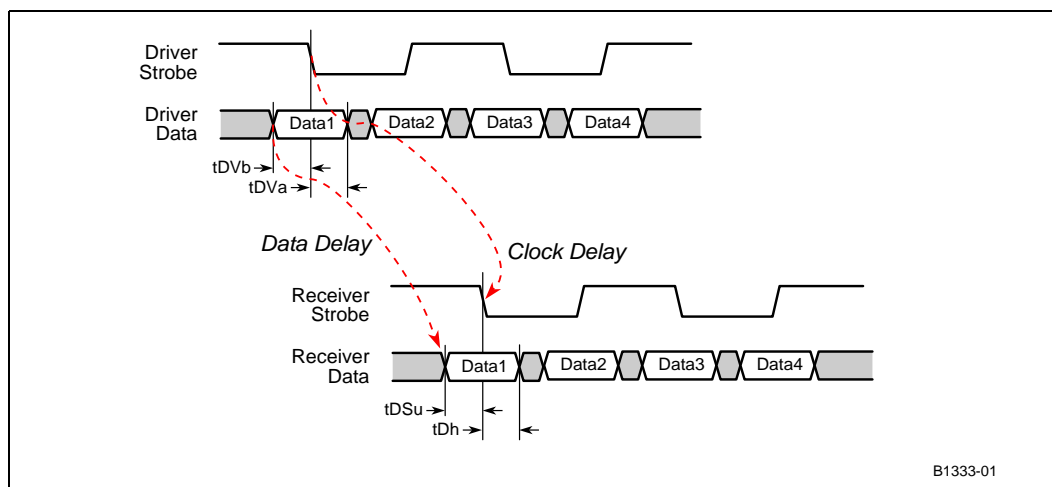 Driver
Strobe
Driver
Data
Data1
Data2
Data3
Data4
tDVb
tDVa
Data Delay
Clock Delay
Receiver
Strobe
Receiver
Data
Data1
Data2
Data3
Data4
tDSu
tDh
B1333-01